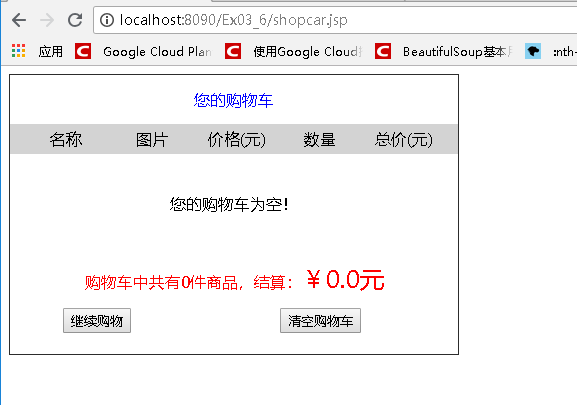 localhost:8090/Ex03_6/shopcar.jsp
应用 Google Cloud Plan 使用Google Cloud BeautifulSoup基本 :nth-
您的购物车
名称 图片 价格(元) 数量 总价(元)
您的购物车为空！
购物车中共有0件商品，结算：￥0.0元
继续购物 清空购物车